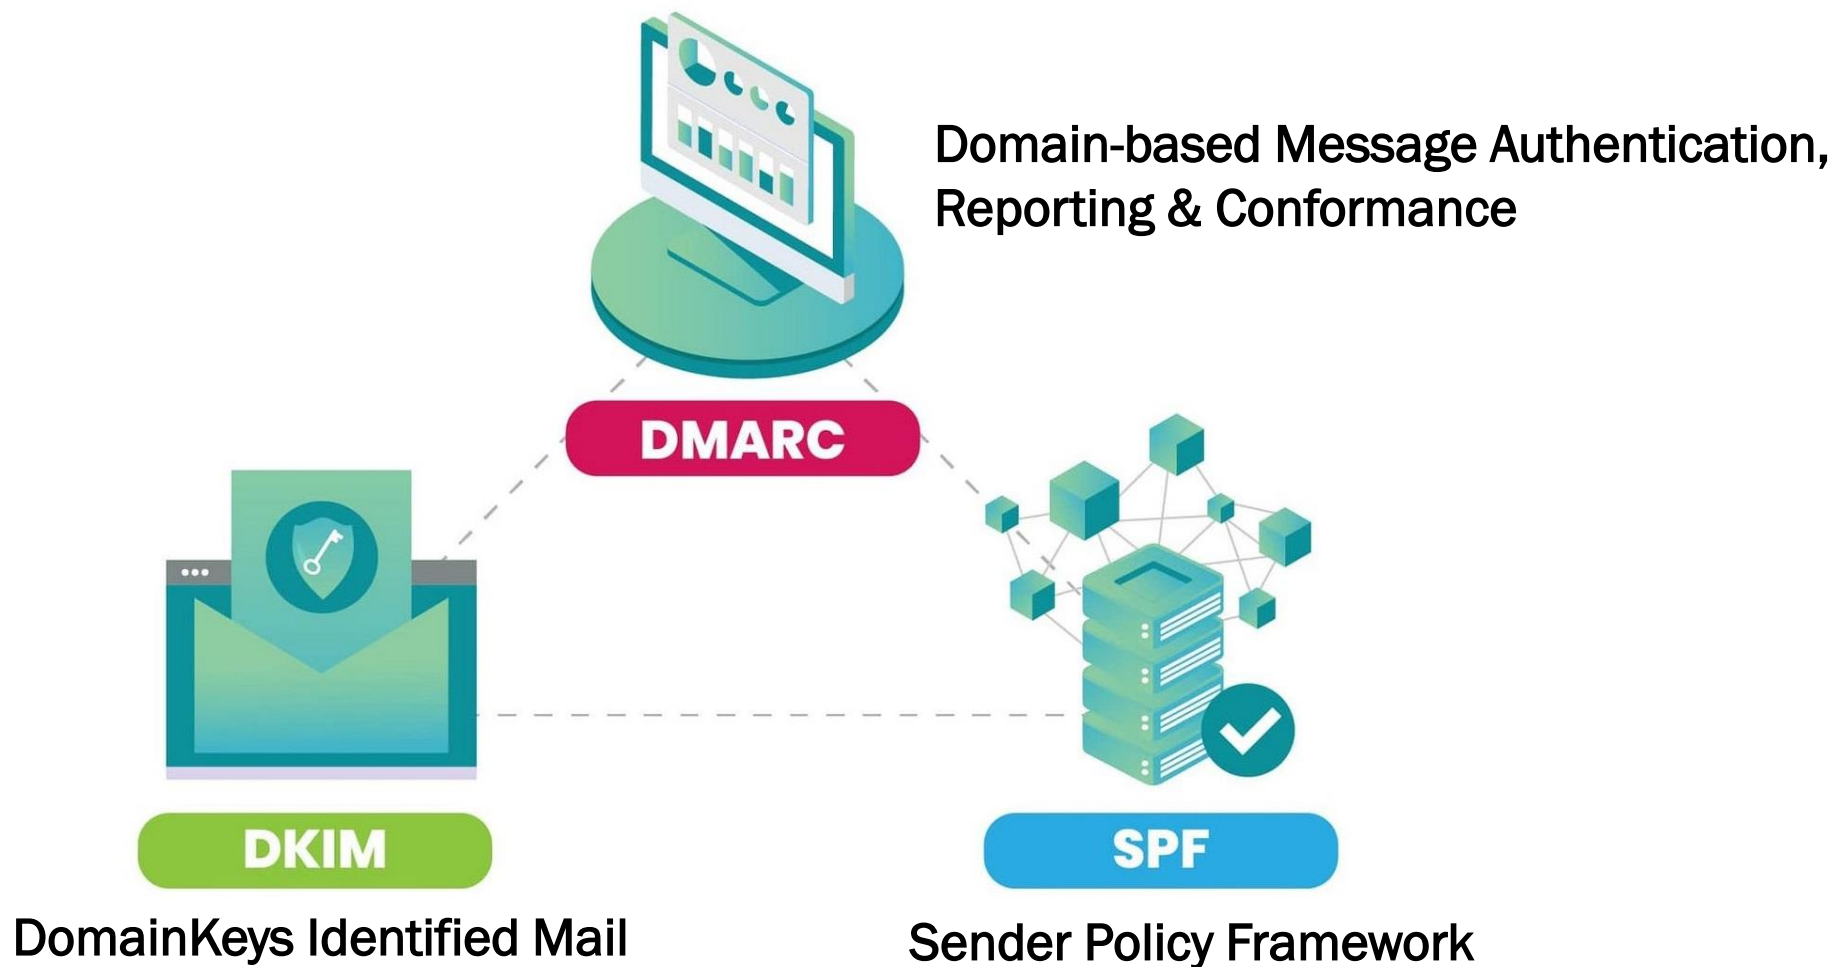 Domain-based Message Authentication,
Reporting & Conformance
DMARC
DKIM
SPF
DomainKeys Identified Mail
Sender Policy Framework